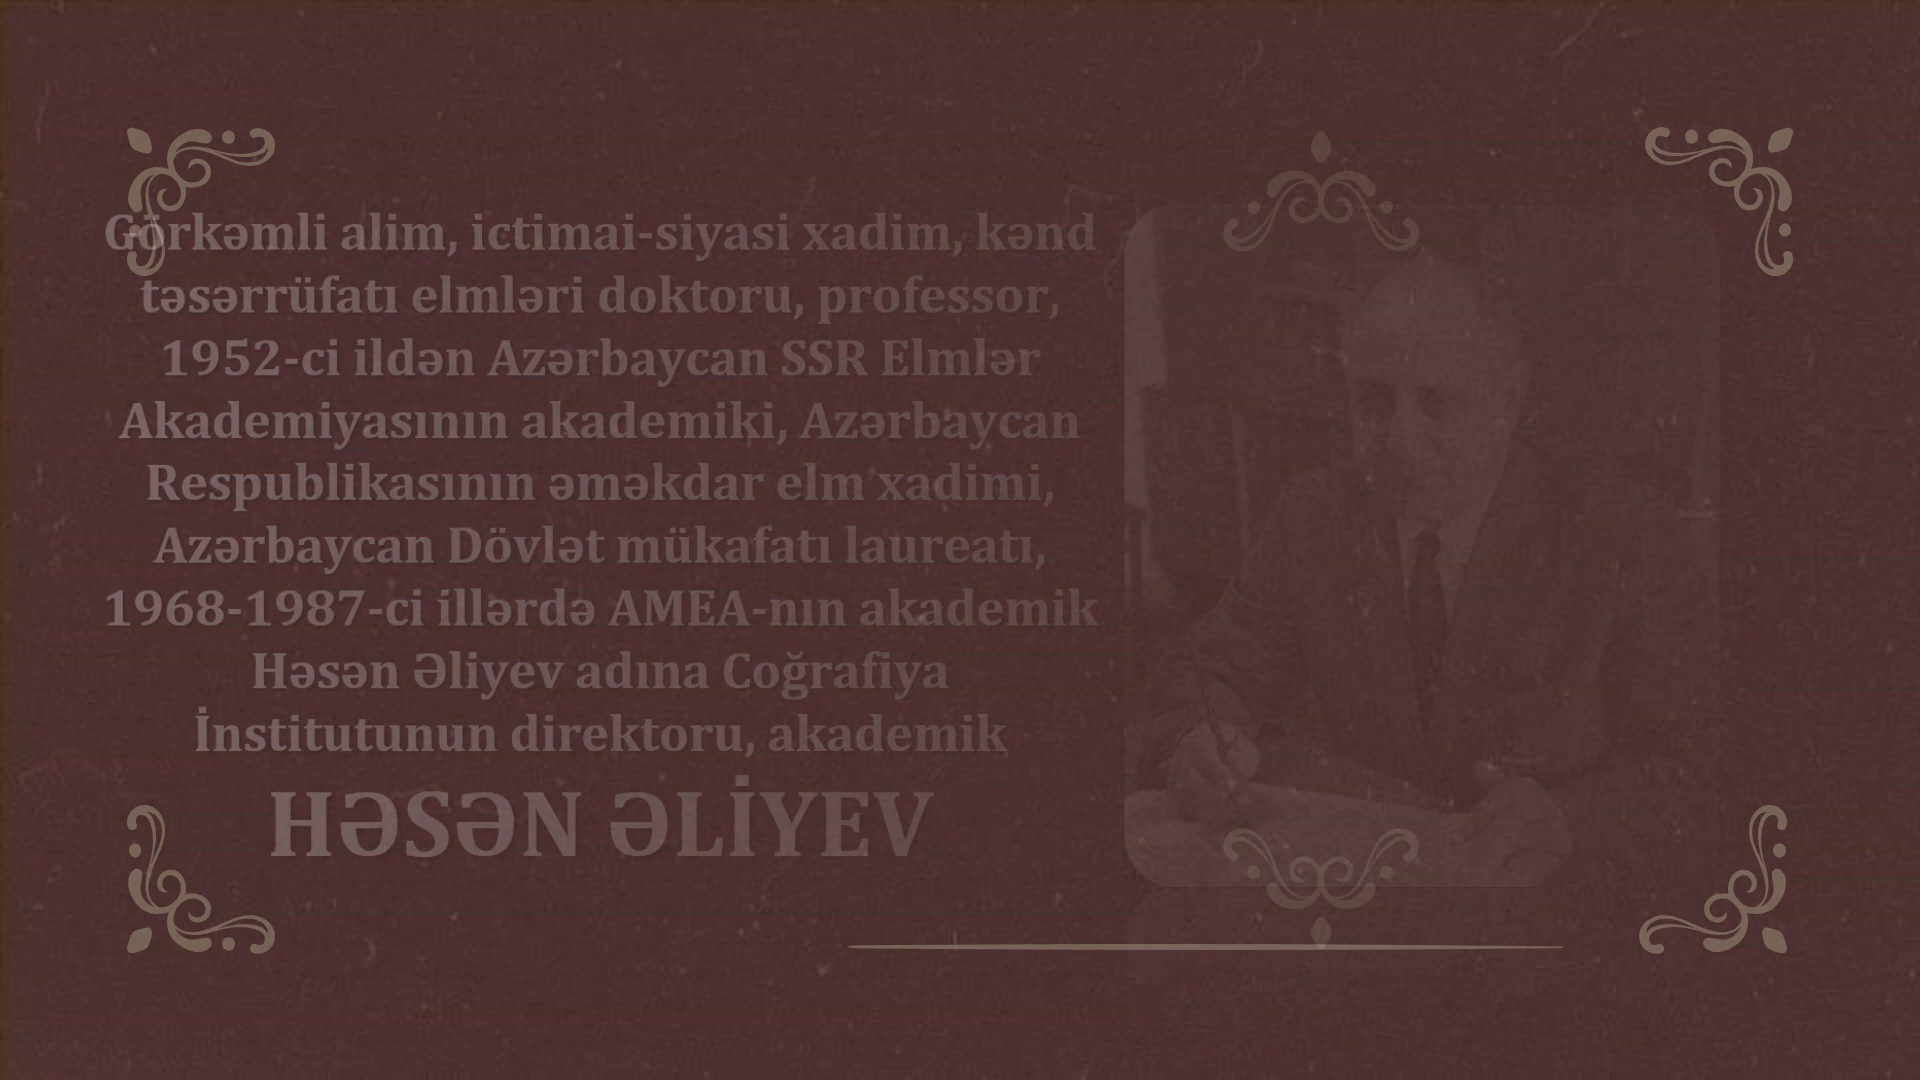 Görkəmli alim, ictimai-siyasi xadim, kənd
təsərrüfatı elmləri doktoru, professor,
1952-ci ildən Azərbaycan SSR Elmlər
Akademiyasının akademiki, Azərbaycan
Respublikasının əməkdar elm xadimi,
Azərbaycan Dövlət mükafatı laureatı,
1968-1987-ci illərdə AMEA-nın akademik
Həsən Əliyev adına Coğrafiya
İnstitutunun direktoru, akademik
HƏSƏN ƏLİYEV